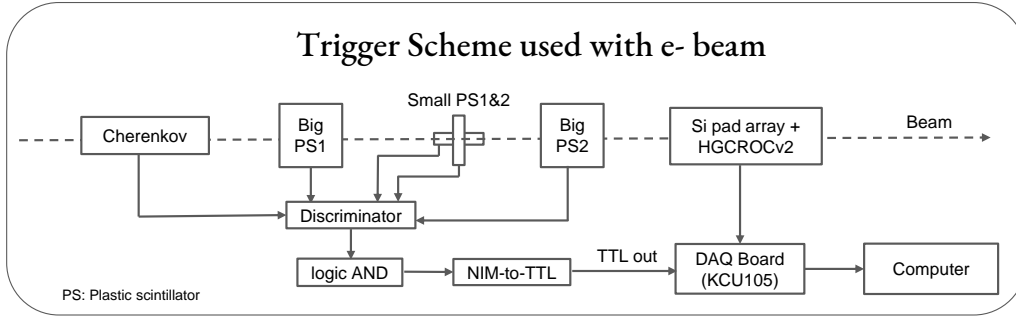 Trigger Scheme used with e- beam
Small PS1&2
Cherenkov
Big
PS1
Big
PS2
Si pad array +
HGCROCv2
Beam
Discriminator
logic AND
NIM-to-TTL
TTL out
DAQ Board
(KCU105)
Computer
PS: Plastic scintillator